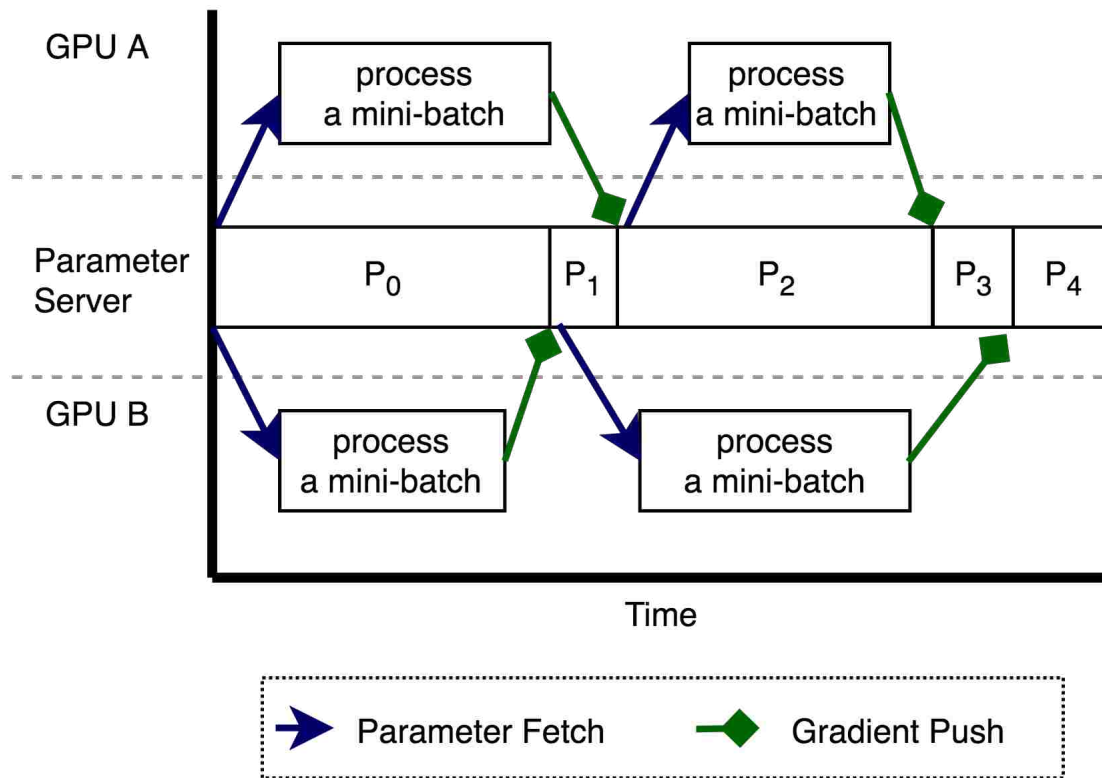 GPU A
process
a mini-batch
process
a mini-batch
Parameter
Server
P₀
P₁
P₂
P₃
P₄
GPU B
process
a mini-batch
process
a mini-batch
Time
Parameter Fetch
Gradient Push